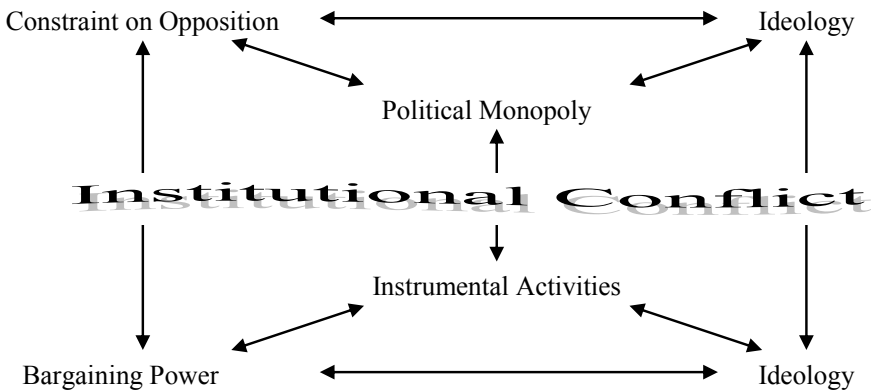 Constraint on Opposition Ideology
Political Monopoly
Institutional Conflict
Instrumental Activities
Bargaining Power Ideology